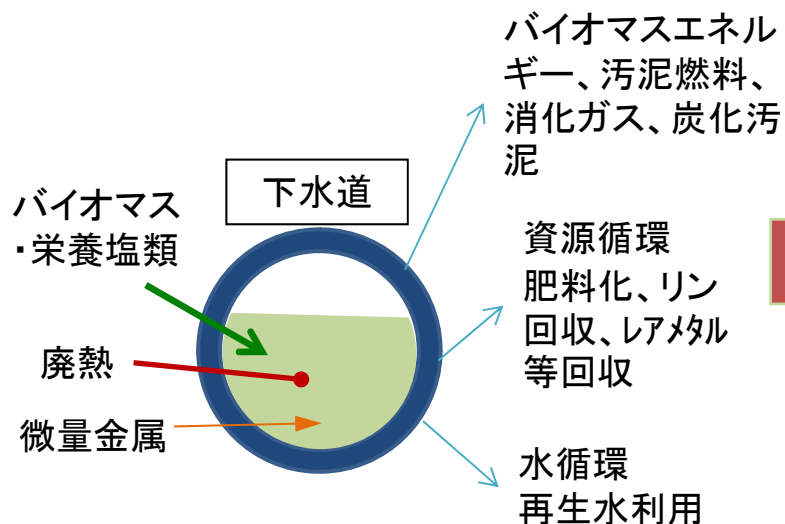 バイオマスエネル
ギー、汚泥燃料、
消化ガス、炭化汚
泥
下水道
バイオマス
・栄養塩類
資源循環
肥料化、リン
回収、レアメタル
等回収
廃熱
微量金属
水循環
再生水利用